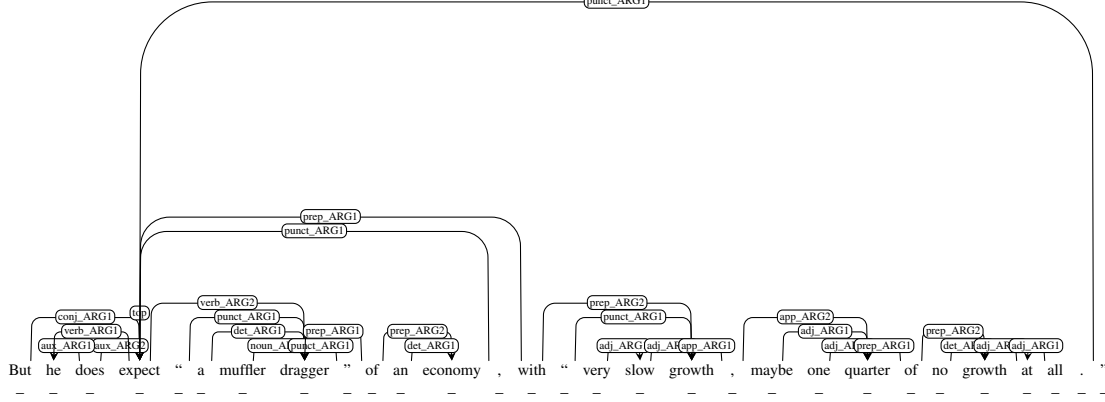 punct_ARG1
prep_ARG1
punct_ARG1
top
verb_ARG2 prep_ARG2
conj_ARG1 punct_ARG1 punct_ARG1 app_ARG2
verb_ARG1 det_ARG1 prep_ARG1 prep_ARG2 adj_ARG1 prep_ARG2
aux_ARG1 aux_ARG2 punct_ARG1 det_ARG1 app_ARG1 prep_ARG1 adj_ARG1
But he does expect “ a muffler dragger ” of an economy , with “ very slow growth , maybe one quarter of no growth at all . ”
_ _ _ _ _ _ _ _ _ _ _ _ _ _ _ _ _ _ _ _ _ _ _ _ _ _ _ _ _